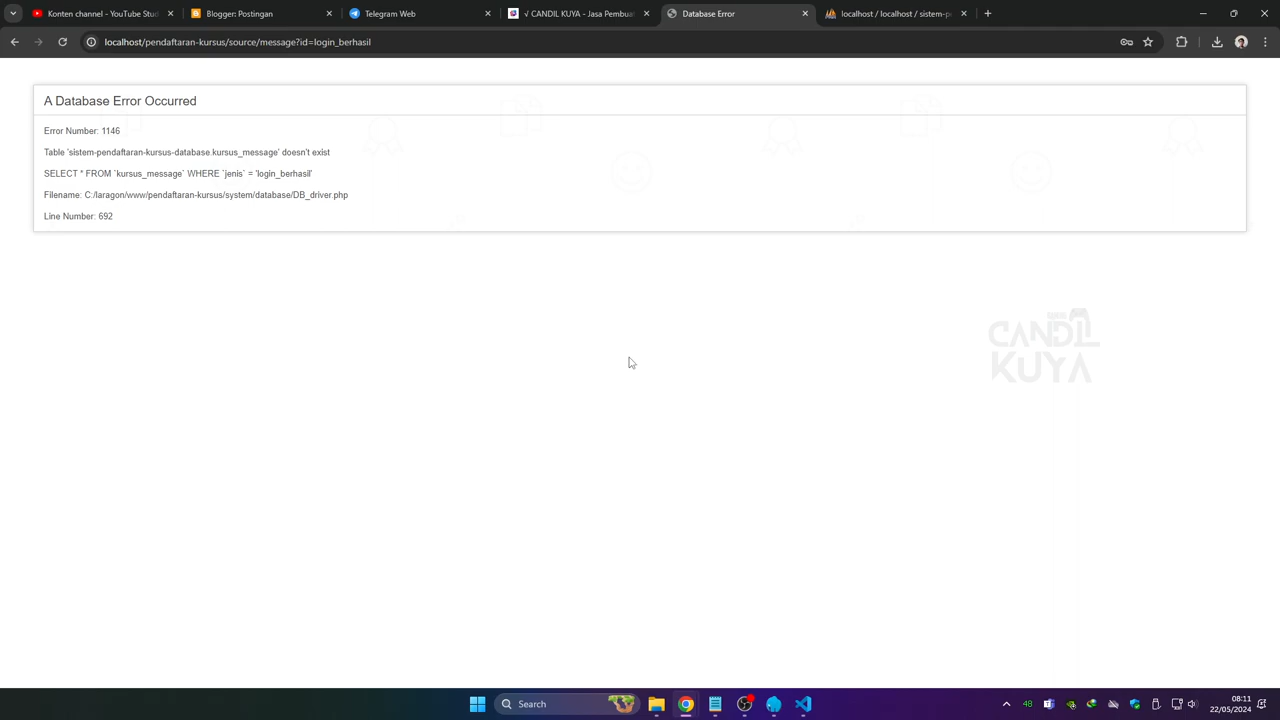 Konten channel - YouTube Stud
Blogger: Postingan
Telegram Web
√ CANDIL KUYA - Jasa Pembuat
Database Error
localhost / localhost / sistem-pe
localhost/pendaftaran-kursus/source/message?id=login_berhasil
A Database Error Occurred
Error Number: 1146
Table 'sistem-pendaftaran-kursus-database.kursus_message' doesn't exist
SELECT * FROM `kursus_message` WHERE `jenis` = 'login_berhasil'
Filename: C:/laragon/www/pendaftaran-kursus/system/database/DB_driver.php
Line Number: 692
CANDIL
KUYA
Search
08:11
22/05/2024